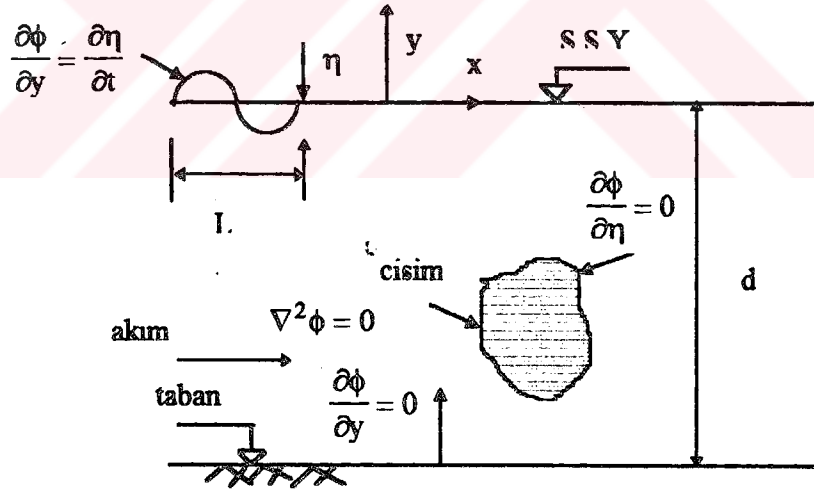 ∂ϕ/∂y = ∂η/∂t
η
y
x
S S Y
∂ϕ/∂η = 0
L
cisim
d
∇²ϕ = 0
akım
taban
∂ϕ/∂y = 0